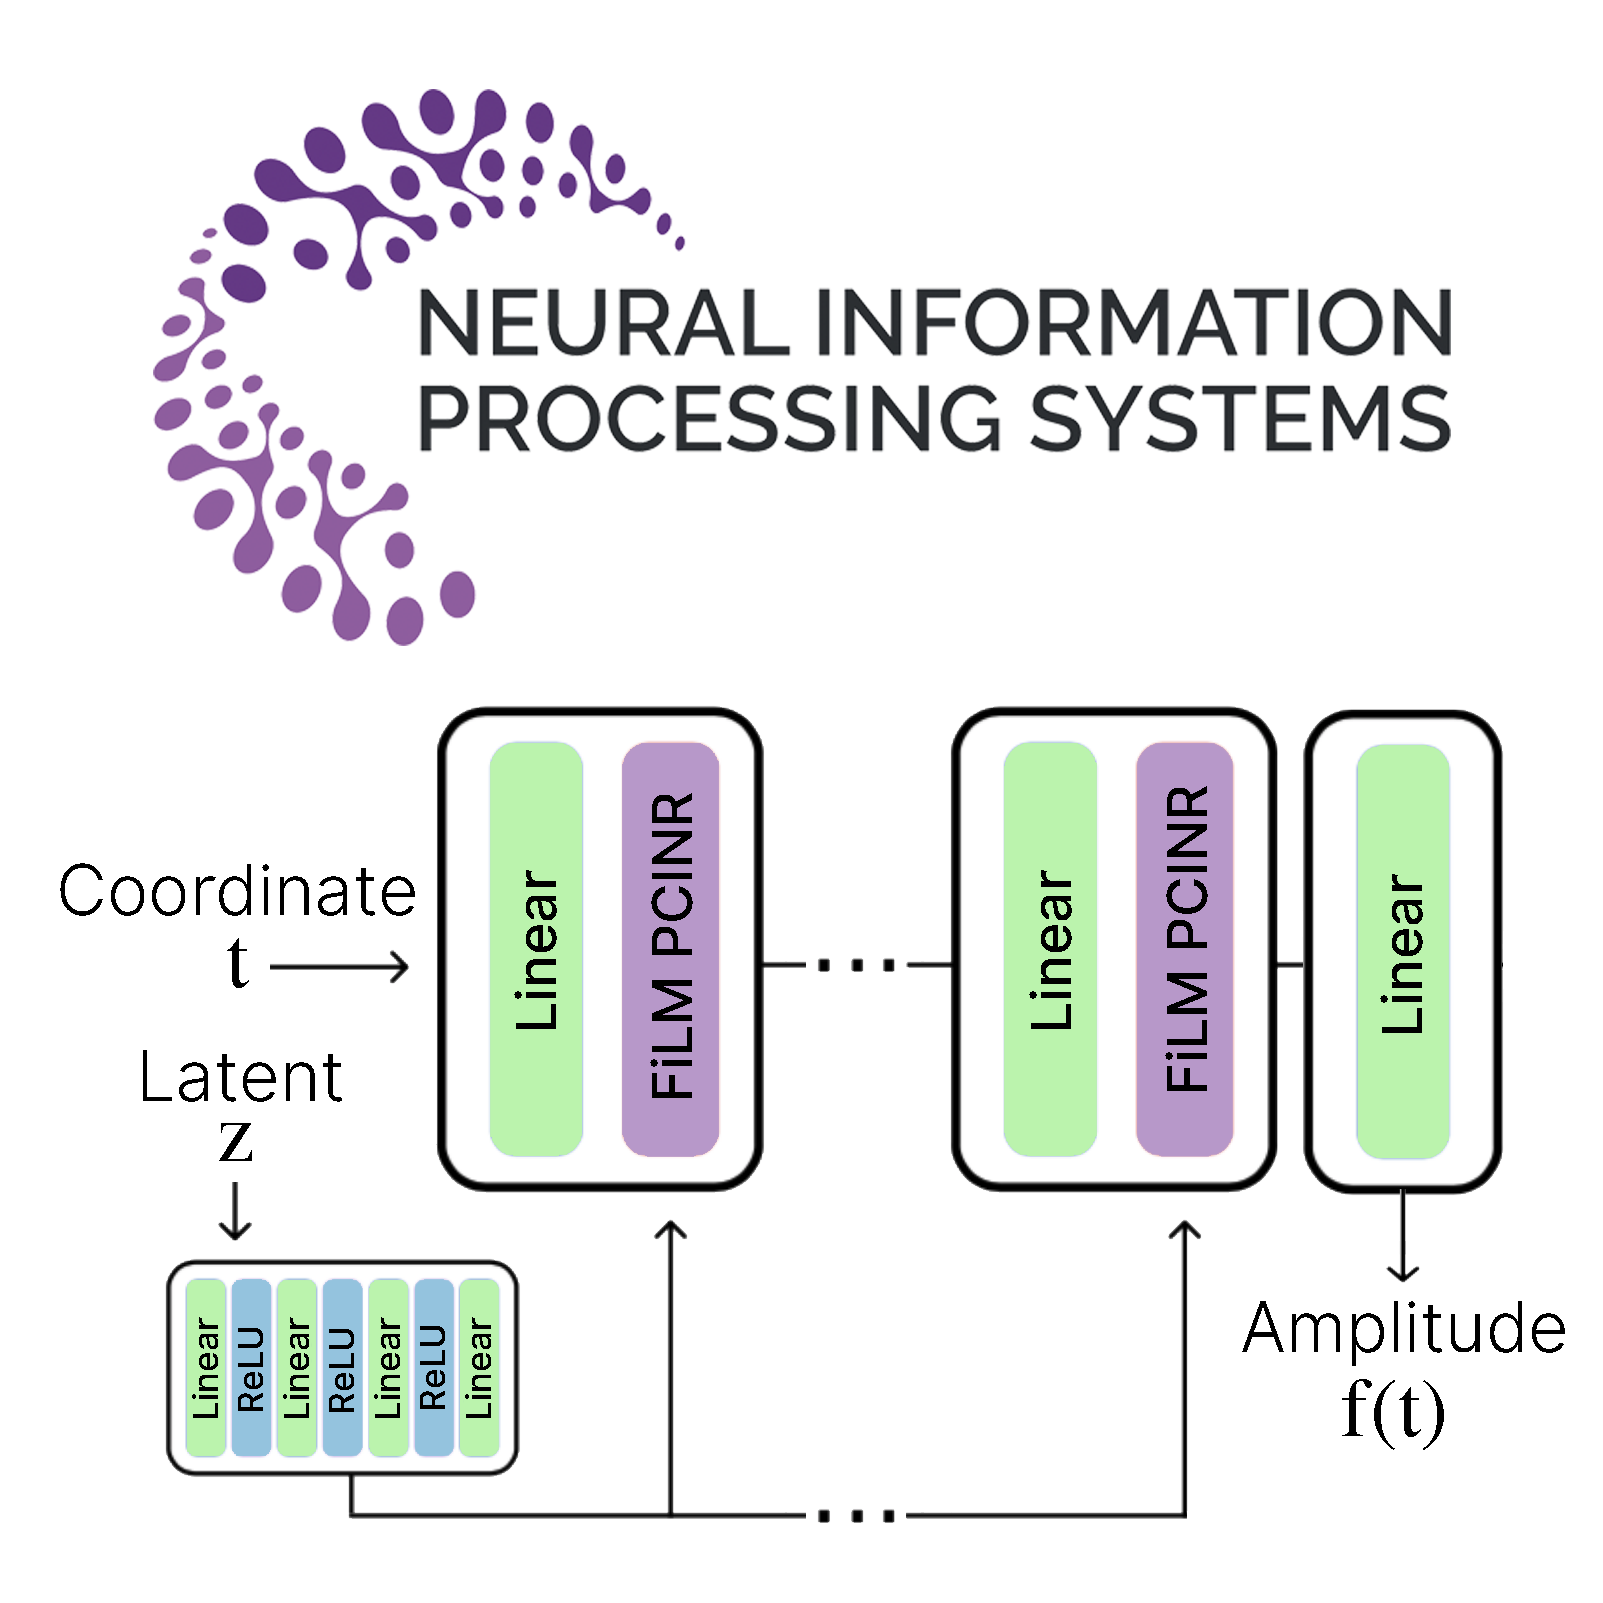 NEURAL INFORMATION
PROCESSING SYSTEMS
Coordinate
t
Latent
z
Linear
FiLM PCINR
Linear
FiLM PCINR
Linear
Linear
ReLU
Linear
ReLU
Linear
ReLU
Linear
Amplitude
f(t)